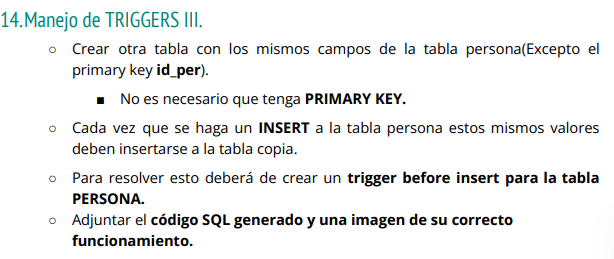 14.Manejo de TRIGGERS III.
○ Crear otra tabla con los mismos campos de la tabla persona(Excepto el
primary key id_per).
■ No es necesario que tenga PRIMARY KEY.
○ Cada vez que se haga un INSERT a la tabla persona estos mismos valores
deben insertarse a la tabla copia.
○ Para resolver esto deberá de crear un trigger before insert para la tabla
PERSONA.
○ Adjuntar el código SQL generado y una imagen de su correcto
funcionamiento.